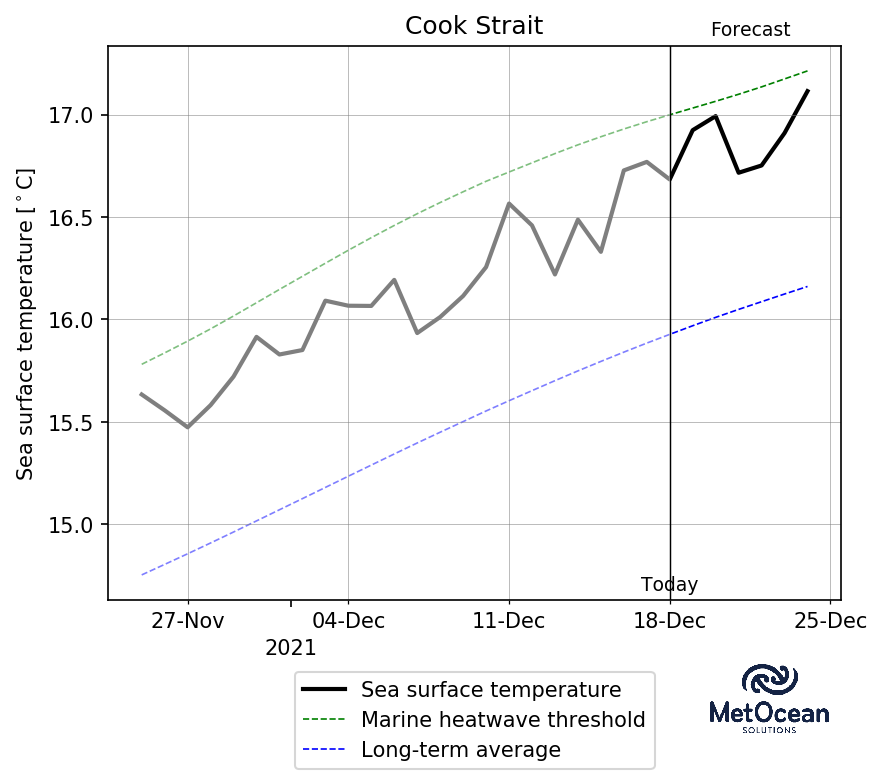 Cook Strait
Forecast
Sea surface temperature [°C]
17.0
16.5
16.0
15.5
15.0
Today
27-Nov 04-Dec 11-Dec 18-Dec 25-Dec
2021
Sea surface temperature
Marine heatwave threshold
Long-term average
MetOcean
SOLUTIONS